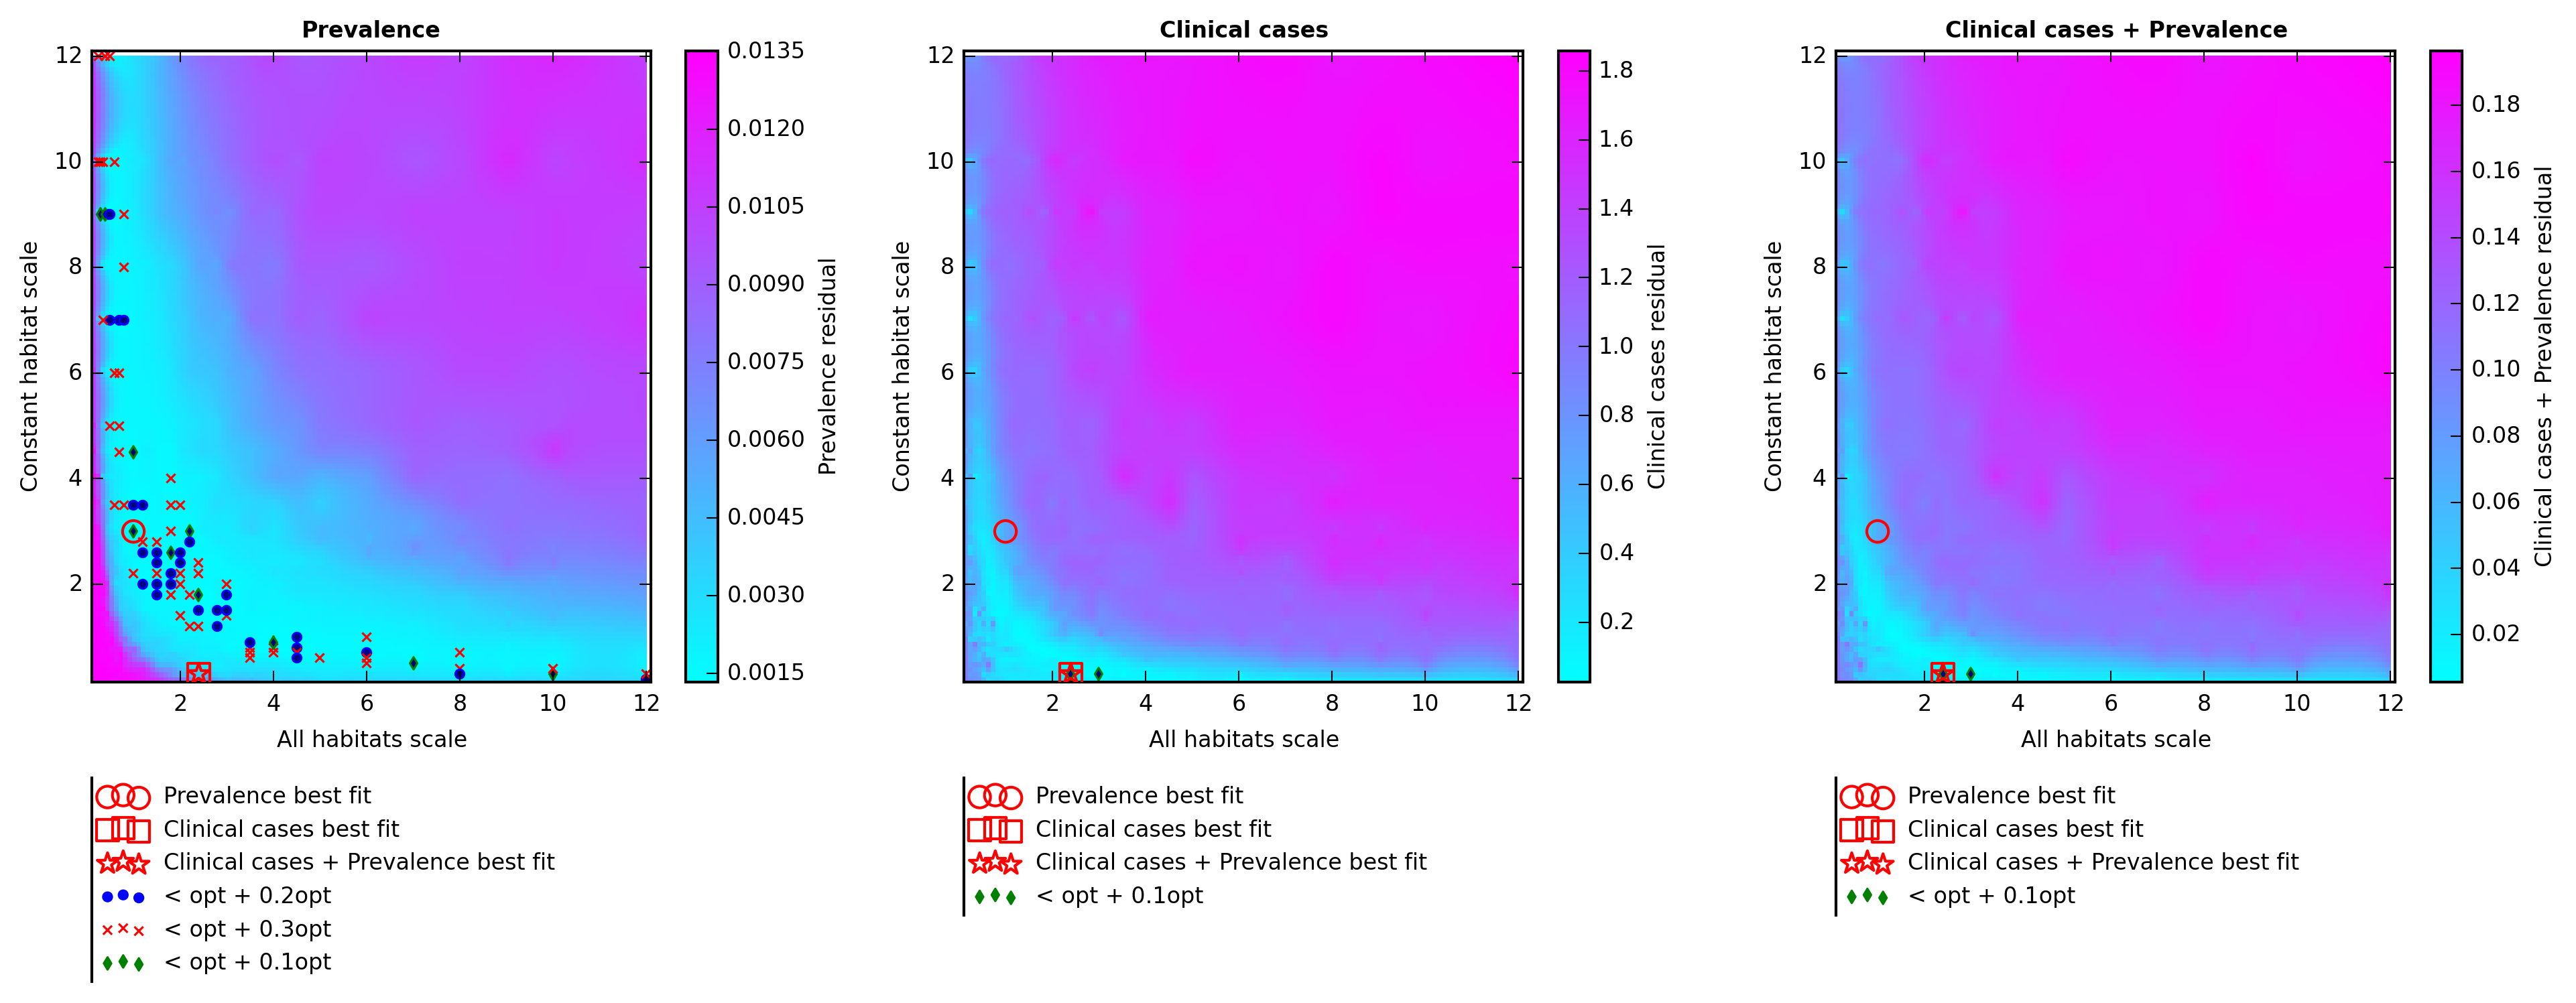 Prevalence
12
10
8
6
4
2
2 4 6 8 10 12
Constant habitat scale
All habitats scale
0.0135
0.0120
0.0105
0.0090
0.0075
0.0060
0.0045
0.0030
0.0015
Prevalence residual
Prevalence best fit
Clinical cases best fit
Clinical cases + Prevalence best fit
< opt + 0.2opt
< opt + 0.3opt
< opt + 0.1opt
Clinical cases
12
10
8
6
4
2
2 4 6 8 10 12
Constant habitat scale
All habitats scale
1.8
1.6
1.4
1.2
1.0
0.8
0.6
0.4
0.2
Clinical cases residual
Prevalence best fit
Clinical cases best fit
Clinical cases + Prevalence best fit
< opt + 0.1opt
Clinical cases + Prevalence
12
10
8
6
4
2
2 4 6 8 10 12
Constant habitat scale
All habitats scale
0.18
0.16
0.14
0.12
0.10
0.08
0.06
0.04
0.02
Clinical cases + Prevalence residual
Prevalence best fit
Clinical cases best fit
Clinical cases + Prevalence best fit
< opt + 0.1opt